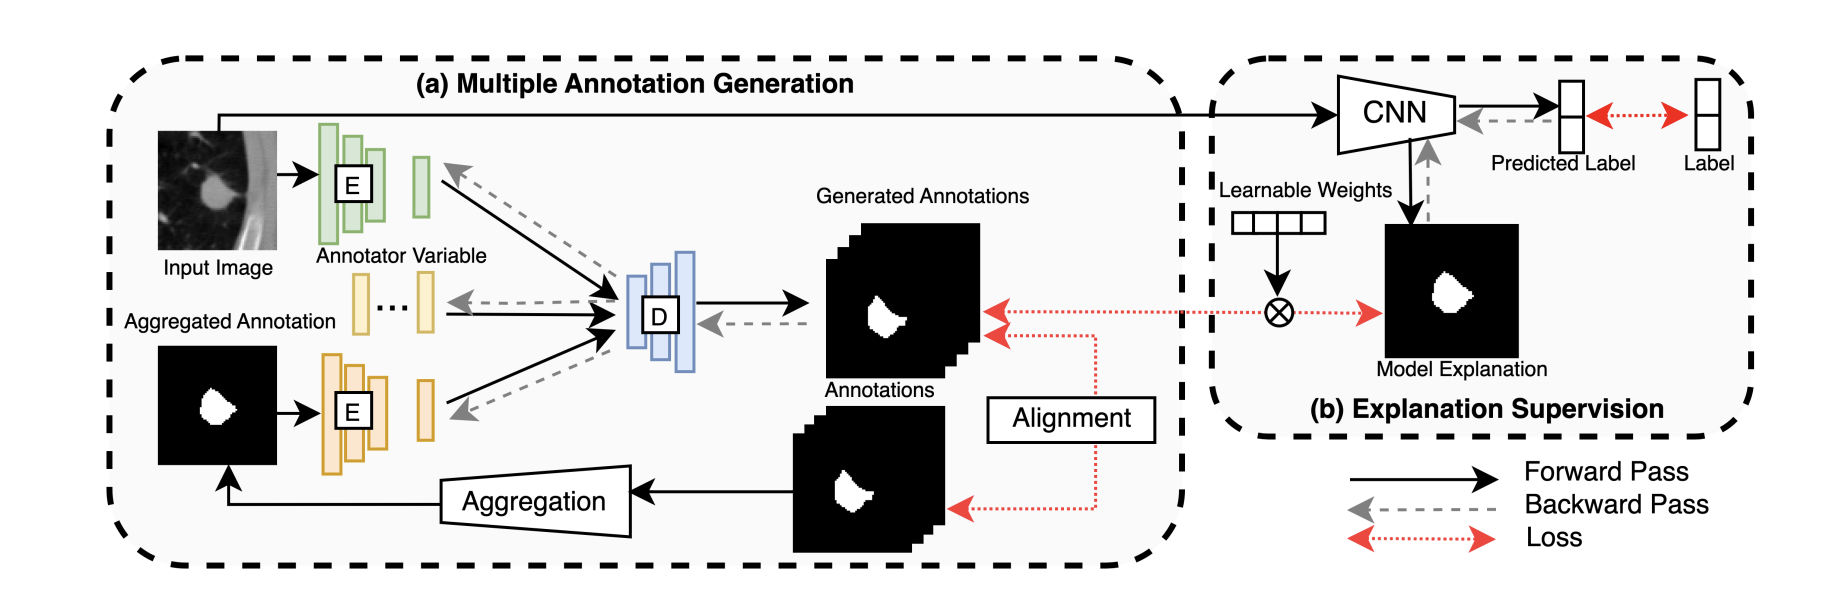 (a) Multiple Annotation Generation
E
Input Image
Annotator Variable
...
Aggregated Annotation
E
D
Generated Annotations
Annotations
Alignment
Aggregation
CNN
Predicted Label
Label
Learnable Weights
Model Explanation
(b) Explanation Supervision
Forward Pass
Backward Pass
Loss